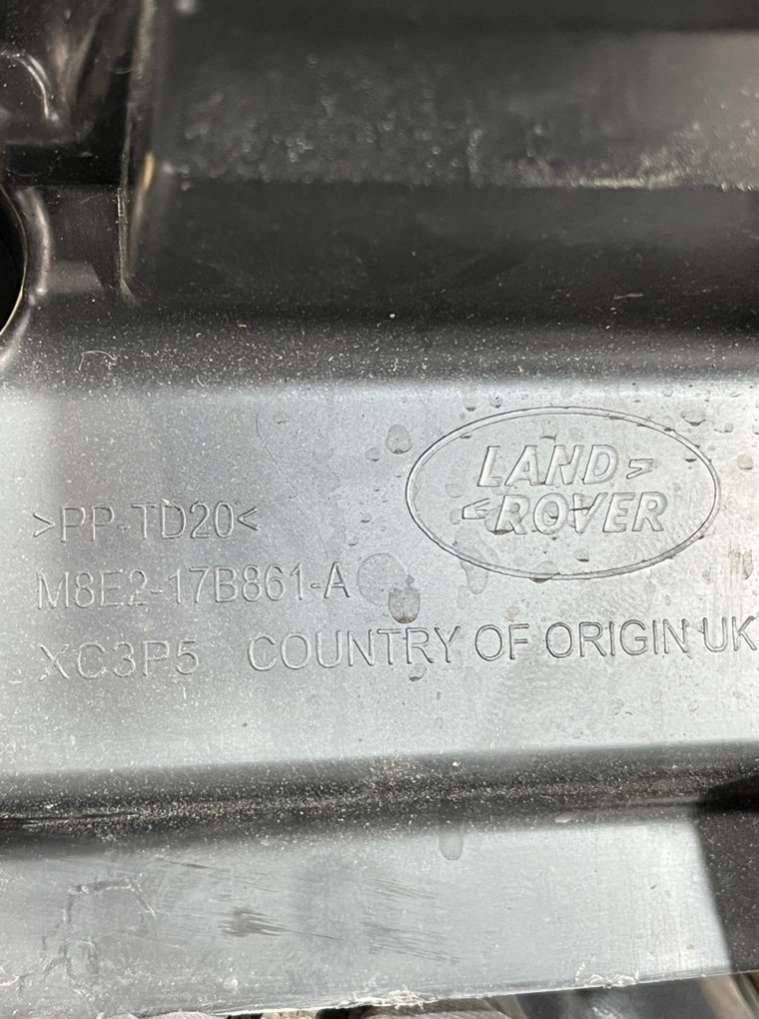 LAND
ROVER
>PP-TD20<
M8E2-17B861-A
XC3P5 COUNTRY OF ORIGIN UK